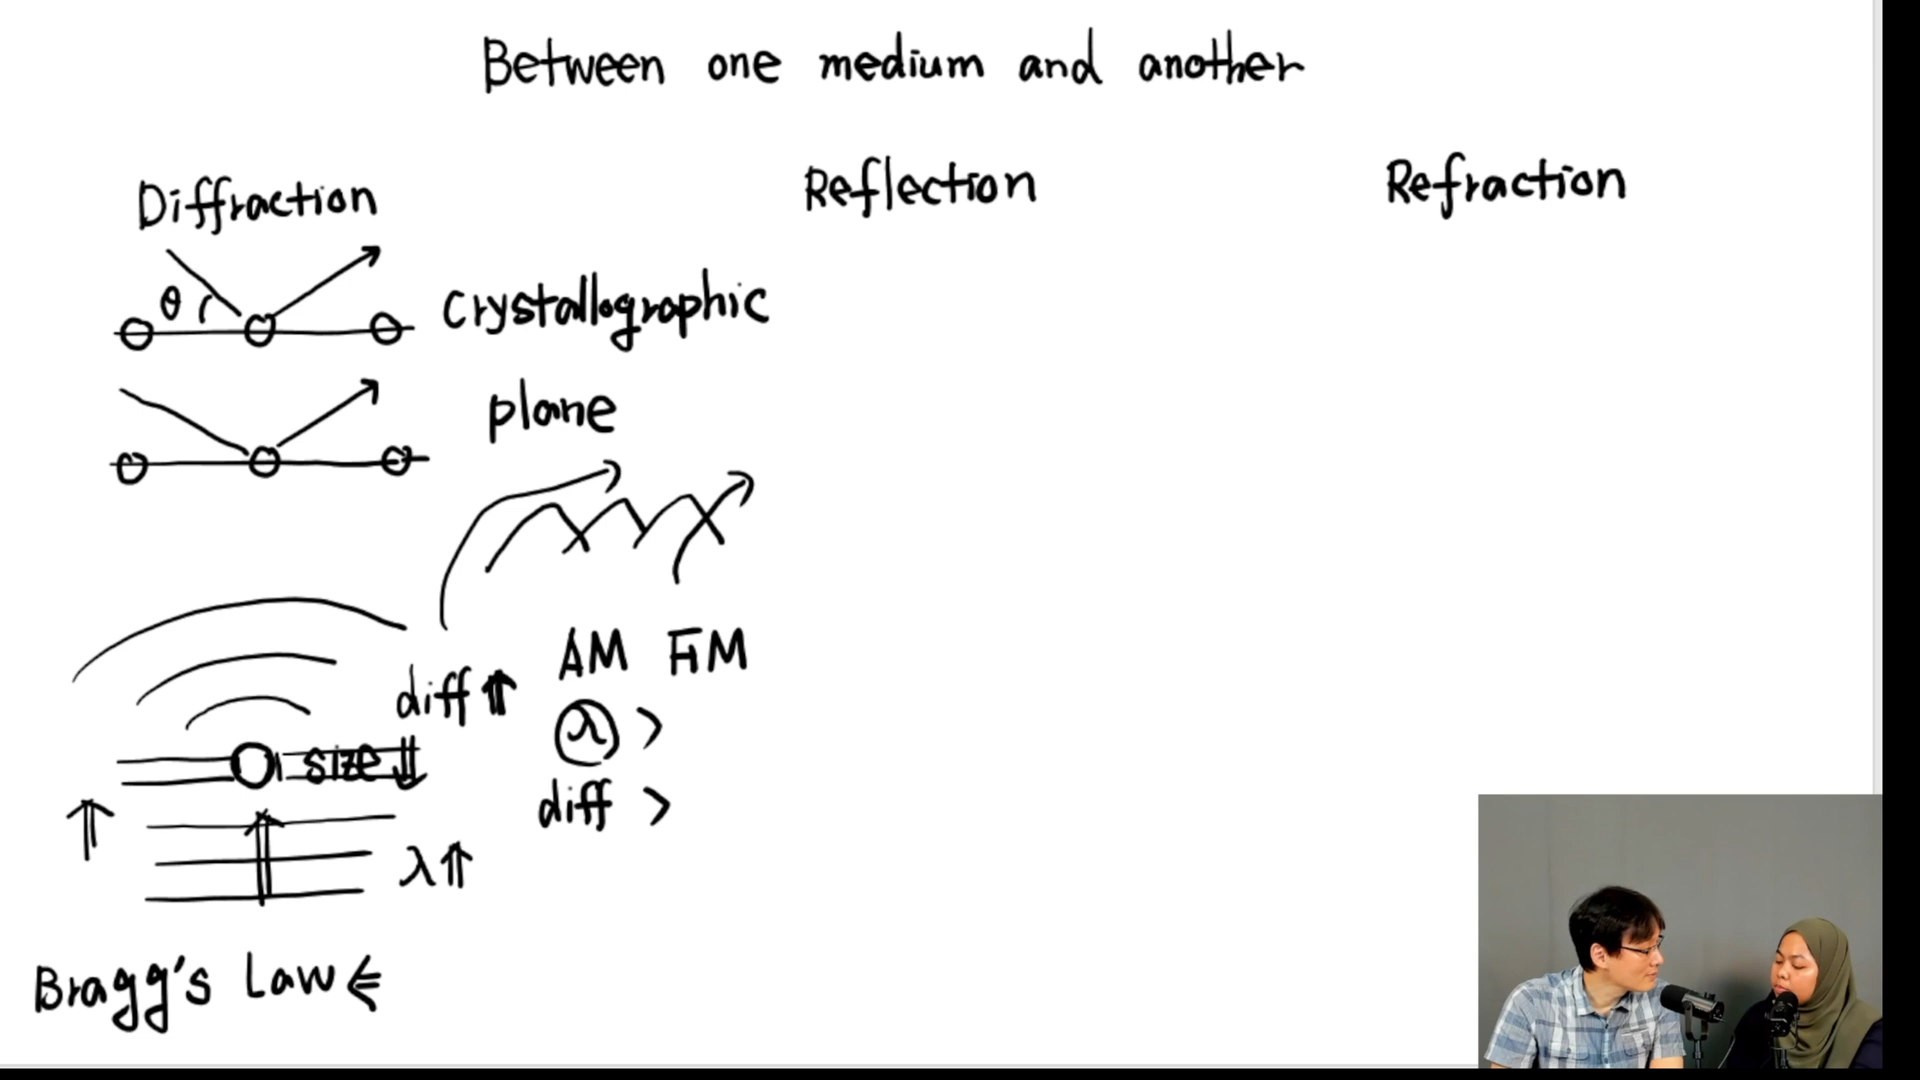 Between one medium and another
Diffraction
Reflection
Refraction
θ
crystallographic
plane
diff ⇑
AM FM
size ⇓
λ >
diff >
⇑
λ⇑
Bragg's Law ⋲